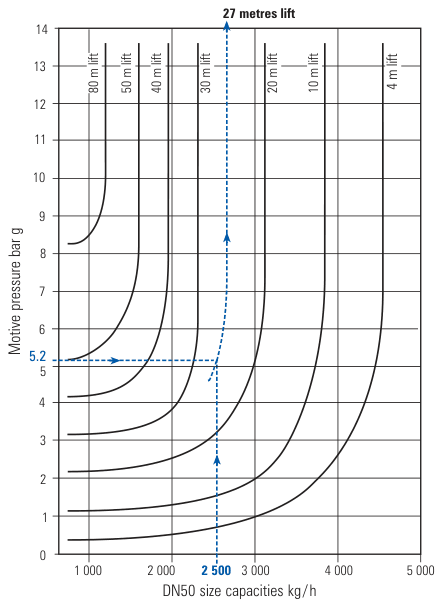 27 metres lift
14
13
12
11
10
9
8
7
6
5.2
5
4
3
2
1
0
Motive pressure bar g
80 m lift
50 m lift
40 m lift
30 m lift
20 m lift
10 m lift
4 m lift
1 000
2 000
2 500
3 000
4 000
5 000
DN50 size capacities kg/h